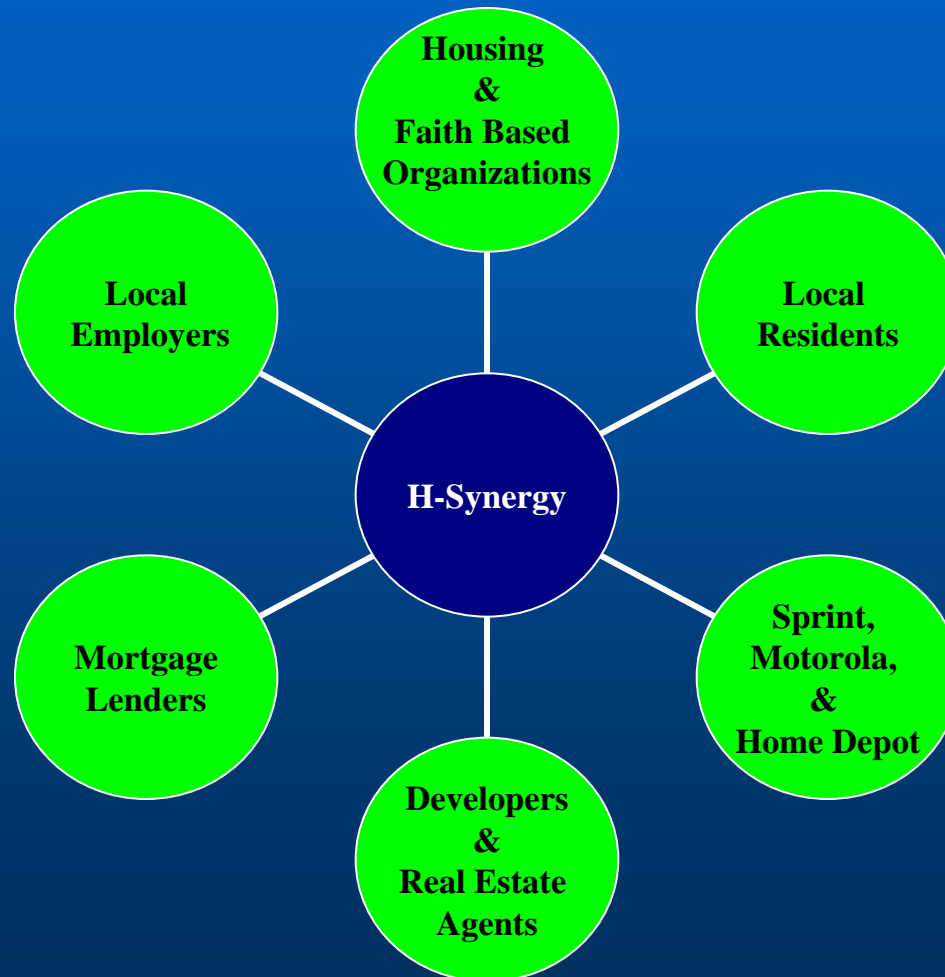 Housing
&
Faith Based
Organizations
Local
Employers
Local
Residents
H-Synergy
Mortgage
Lenders
Sprint,
Motorola,
&
Home Depot
Developers
&
Real Estate
Agents